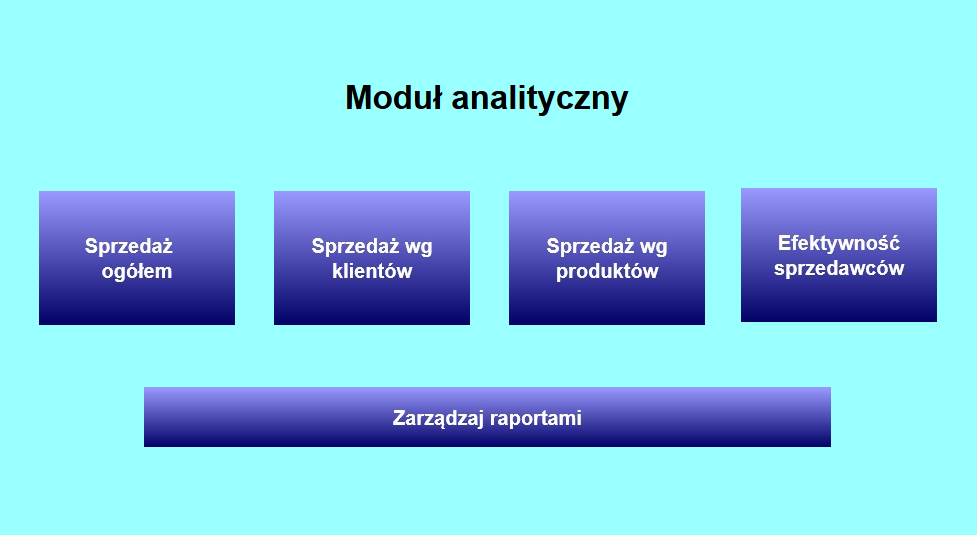 Moduł analityczny
Sprzedaż
ogółem
Sprzedaż wg
klientów
Sprzedaż wg
produktów
Efektywność
sprzedawców
Zarządzaj raportami